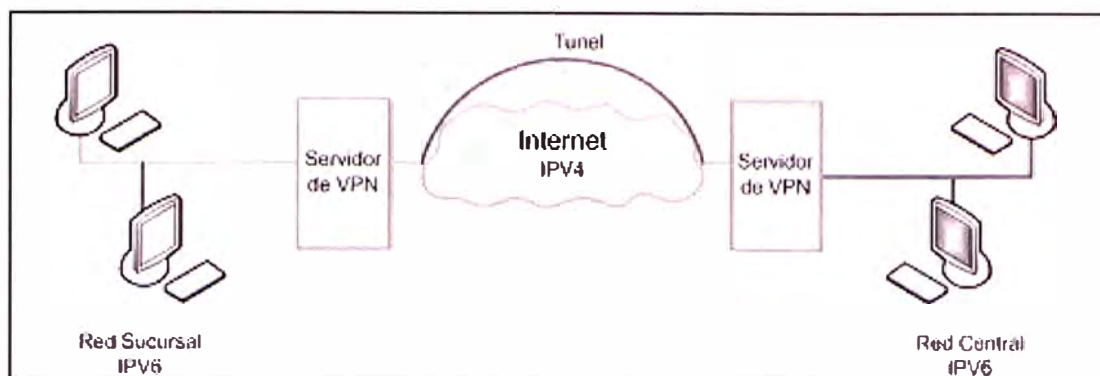 Tunel
Internet
IPV4
Servidor
de VPN
Servidor
de VPN
Red Sucursal
IPV6
Red Central
IPV6